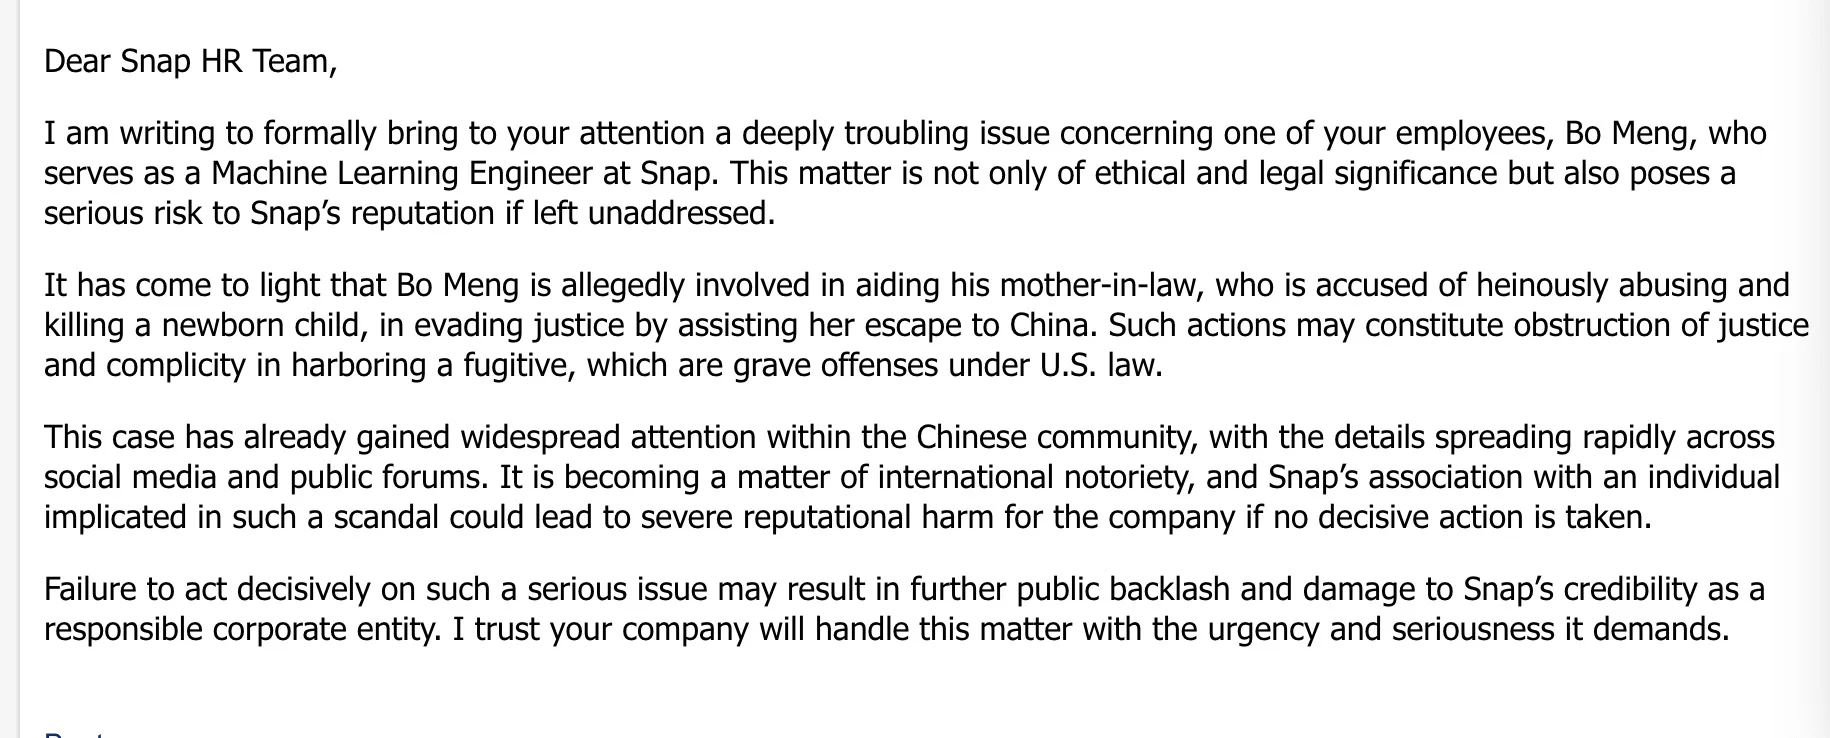 Dear Snap HR Team,
I am writing to formally bring to your attention a deeply troubling issue concerning one of your employees, Bo Meng, who
serves as a Machine Learning Engineer at Snap. This matter is not only of ethical and legal significance but also poses a
serious risk to Snap’s reputation if left unaddressed.
It has come to light that Bo Meng is allegedly involved in aiding his mother-in-law, who is accused of heinously abusing and
killing a newborn child, in evading justice by assisting her escape to China. Such actions may constitute obstruction of justice
and complicity in harboring a fugitive, which are grave offenses under U.S. law.
This case has already gained widespread attention within the Chinese community, with the details spreading rapidly across
social media and public forums. It is becoming a matter of international notoriety, and Snap’s association with an individual
implicated in such a scandal could lead to severe reputational harm for the company if no decisive action is taken.
Failure to act decisively on such a serious issue may result in further public backlash and damage to Snap’s credibility as a
responsible corporate entity. I trust your company will handle this matter with the urgency and seriousness it demands.